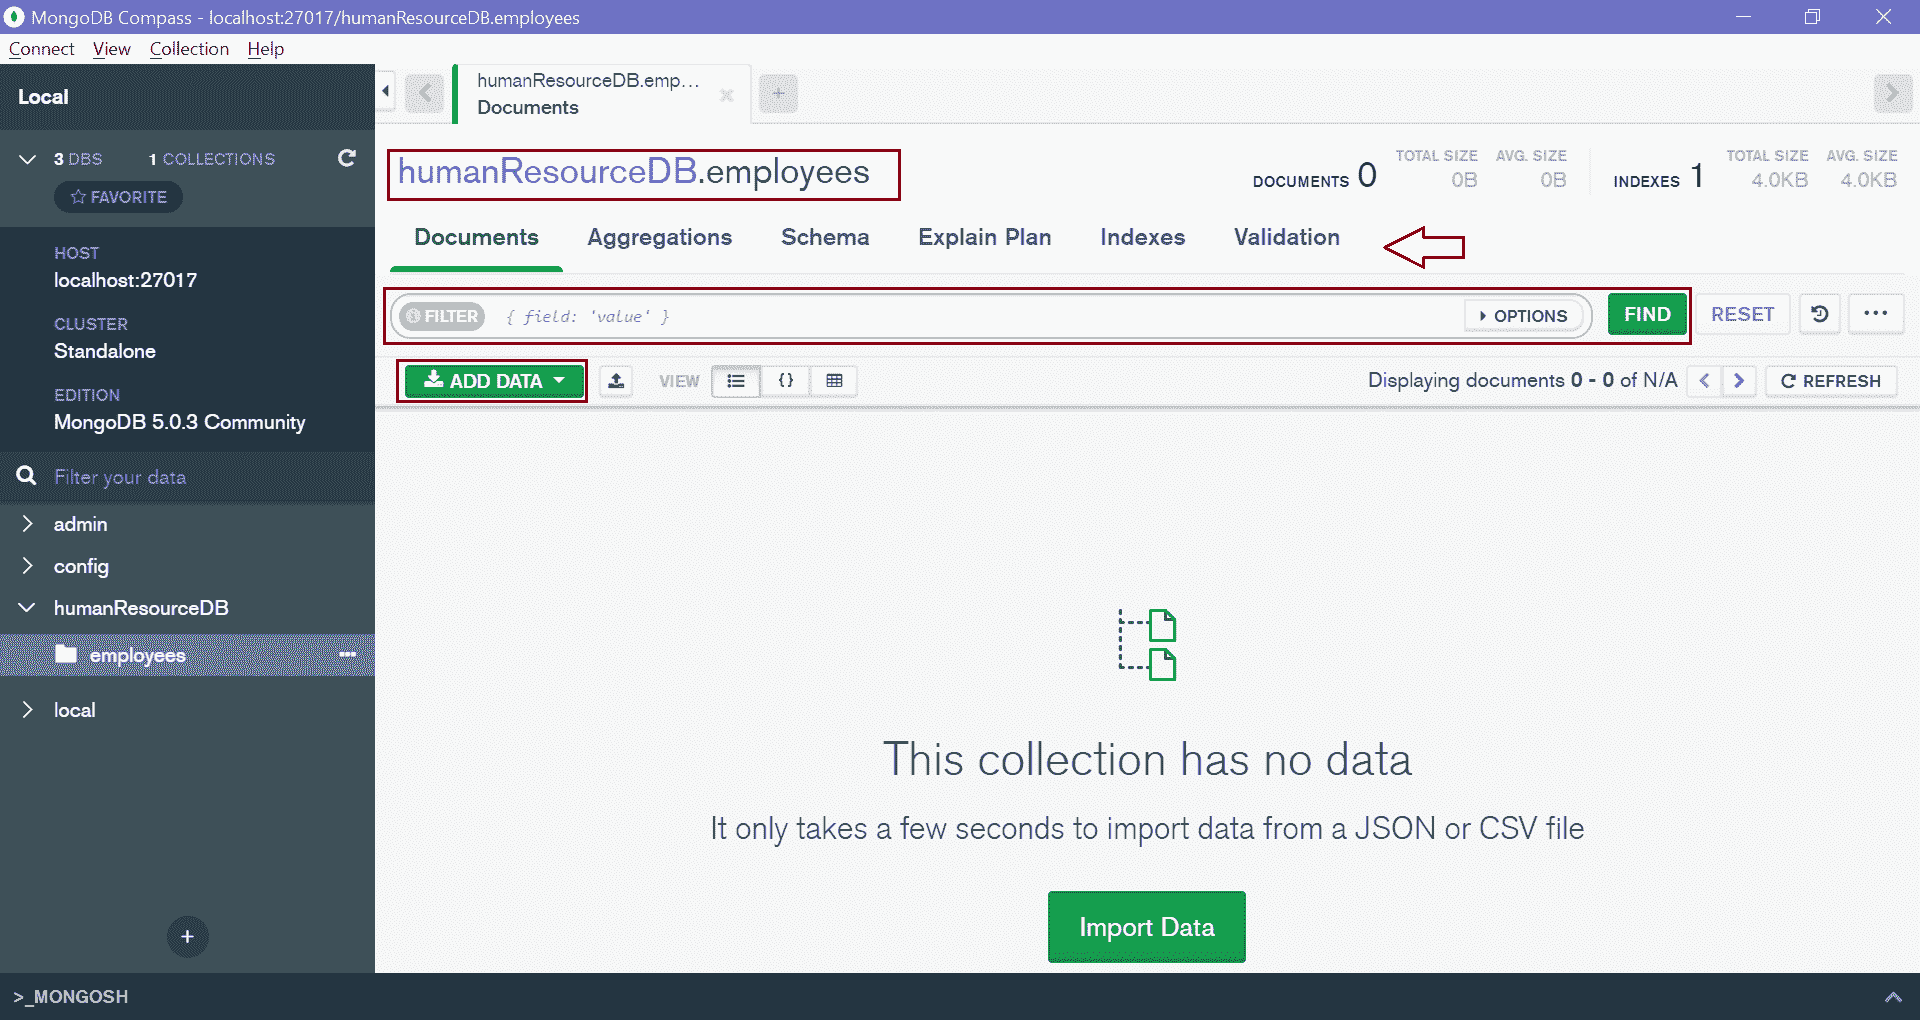 MongoDB Compass - localhost:27017/humanResourceDB.employees
Connect View Collection Help
Local
3 DBS 1 COLLECTIONS
FAVORITE
HOST
localhost:27017
CLUSTER
Standalone
EDITION
MongoDB 5.0.3 Community
Filter your data
admin
config
humanResourceDB
employees
local
>_MONGOSH
humanResourceDB.emp...
Documents
humanResourceDB.employees
DOCUMENTS 0
TOTAL SIZE AVG. SIZE
0B 0B
INDEXES 1
TOTAL SIZE AVG. SIZE
4.0KB 4.0KB
Documents Aggregations Schema Explain Plan Indexes Validation
FILTER { field: 'value' } OPTIONS FIND RESET
ADD DATA VIEW {} Displaying documents 0 - 0 of N/A REFRESH
This collection has no data
It only takes a few seconds to import data from a JSON or CSV file
Import Data